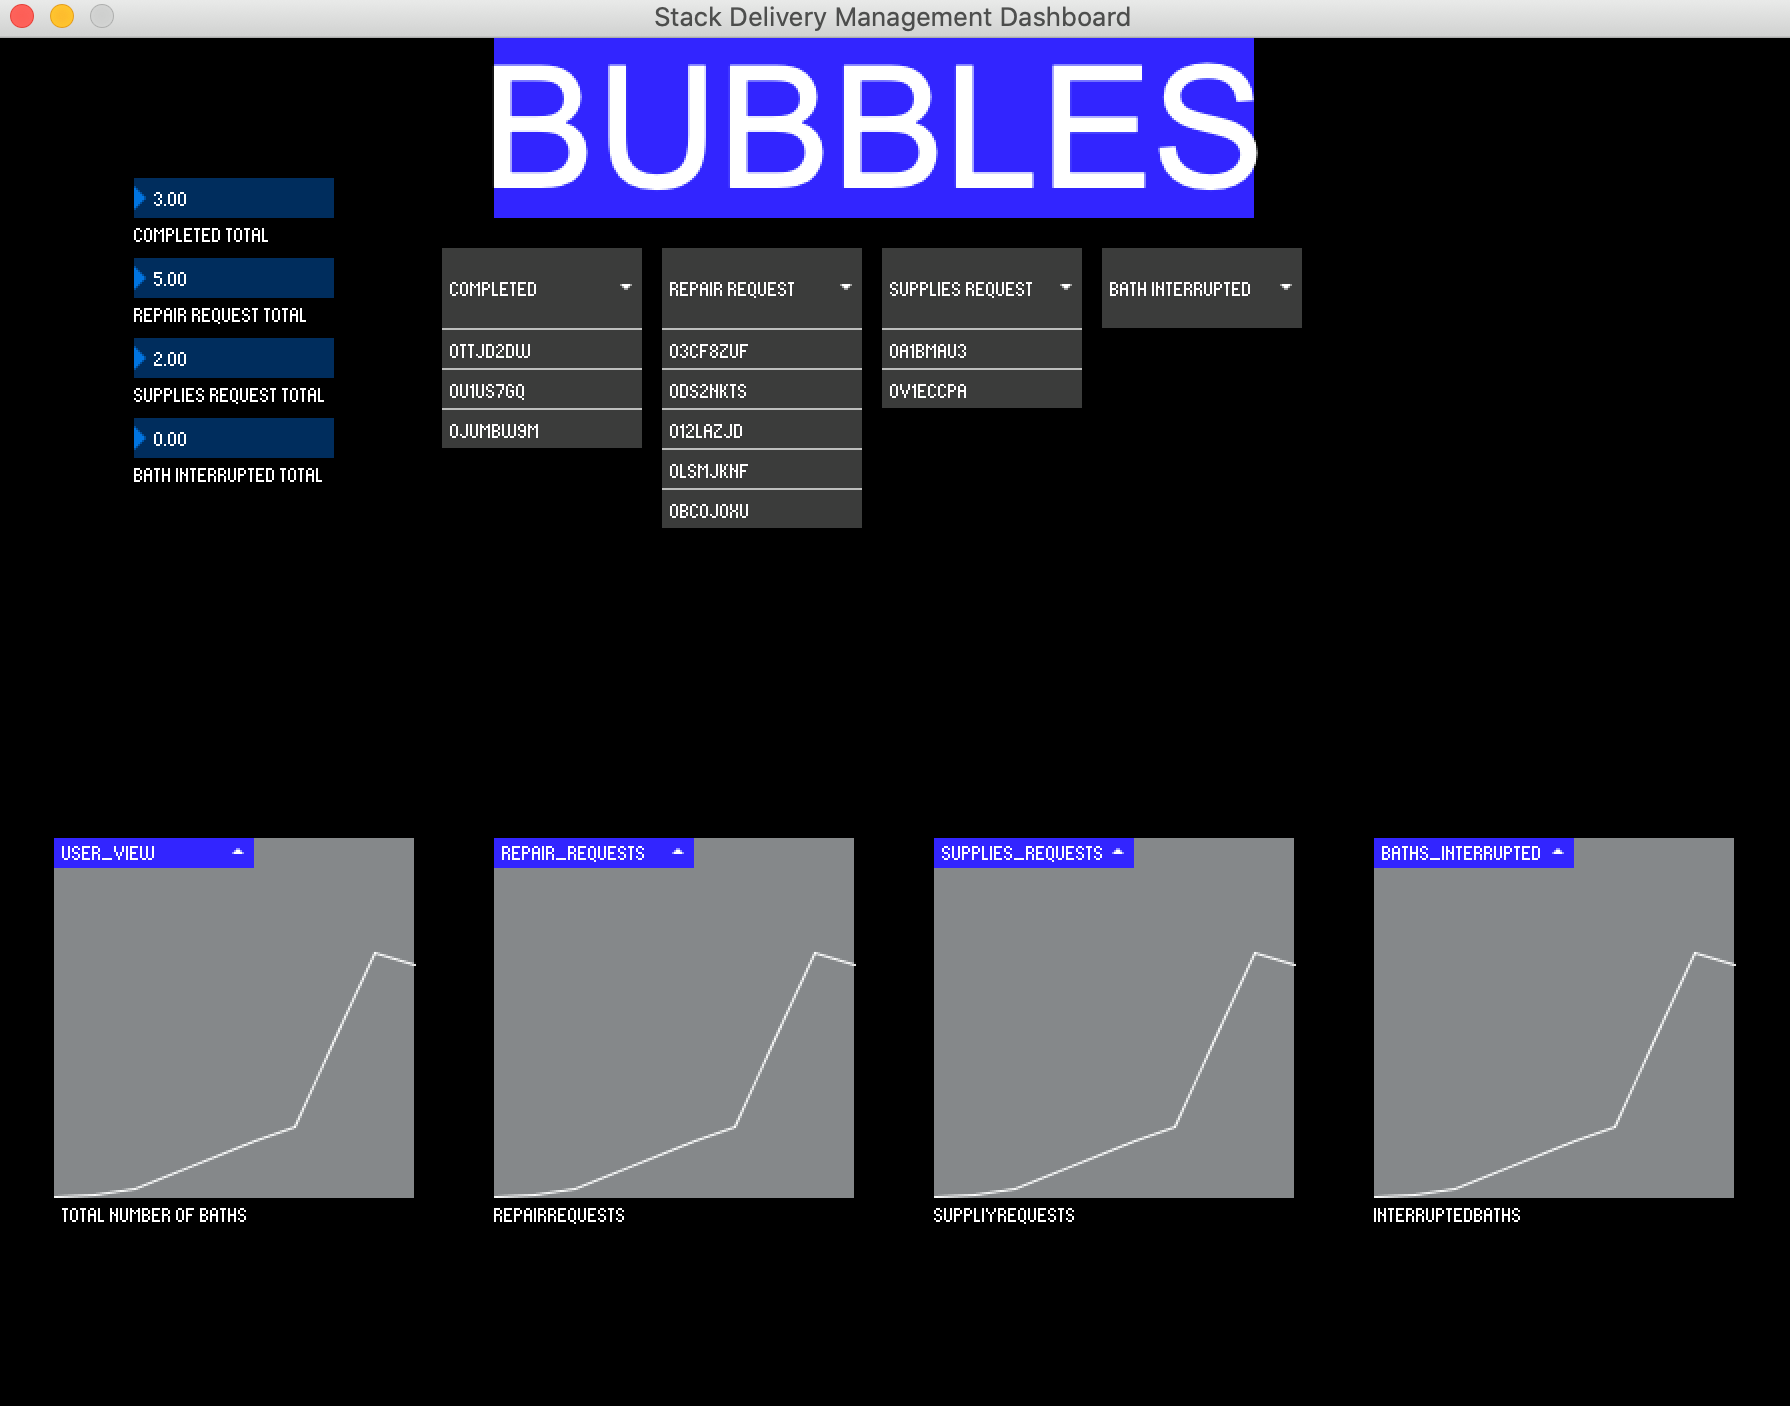 Stack Delivery Management Dashboard
BUBBLES
3.00
COMPLETED TOTAL
5.00
REPAIR REQUEST TOTAL
2.00
SUPPLIES REQUEST TOTAL
0.00
BATH INTERRUPTED TOTAL
COMPLETED
0TTJD2DW
0U1US7GQ
0JUMBW9M
REPAIR REQUEST
03CF8ZUF
0DS2NKTS
012LAZJD
0LSMJKNF
0BCOJOXU
SUPPLIES REQUEST
0A1BMAU3
0V1ECCPA
BATH INTERRUPTED
USER_VIEW
TOTAL NUMBER OF BATHS
REPAIR_REQUESTS
REPAIRREQUESTS
SUPPLIES_REQUESTS
SUPPLIYREQUESTS
BATHS_INTERRUPTED
INTERRUPTEDBATHS